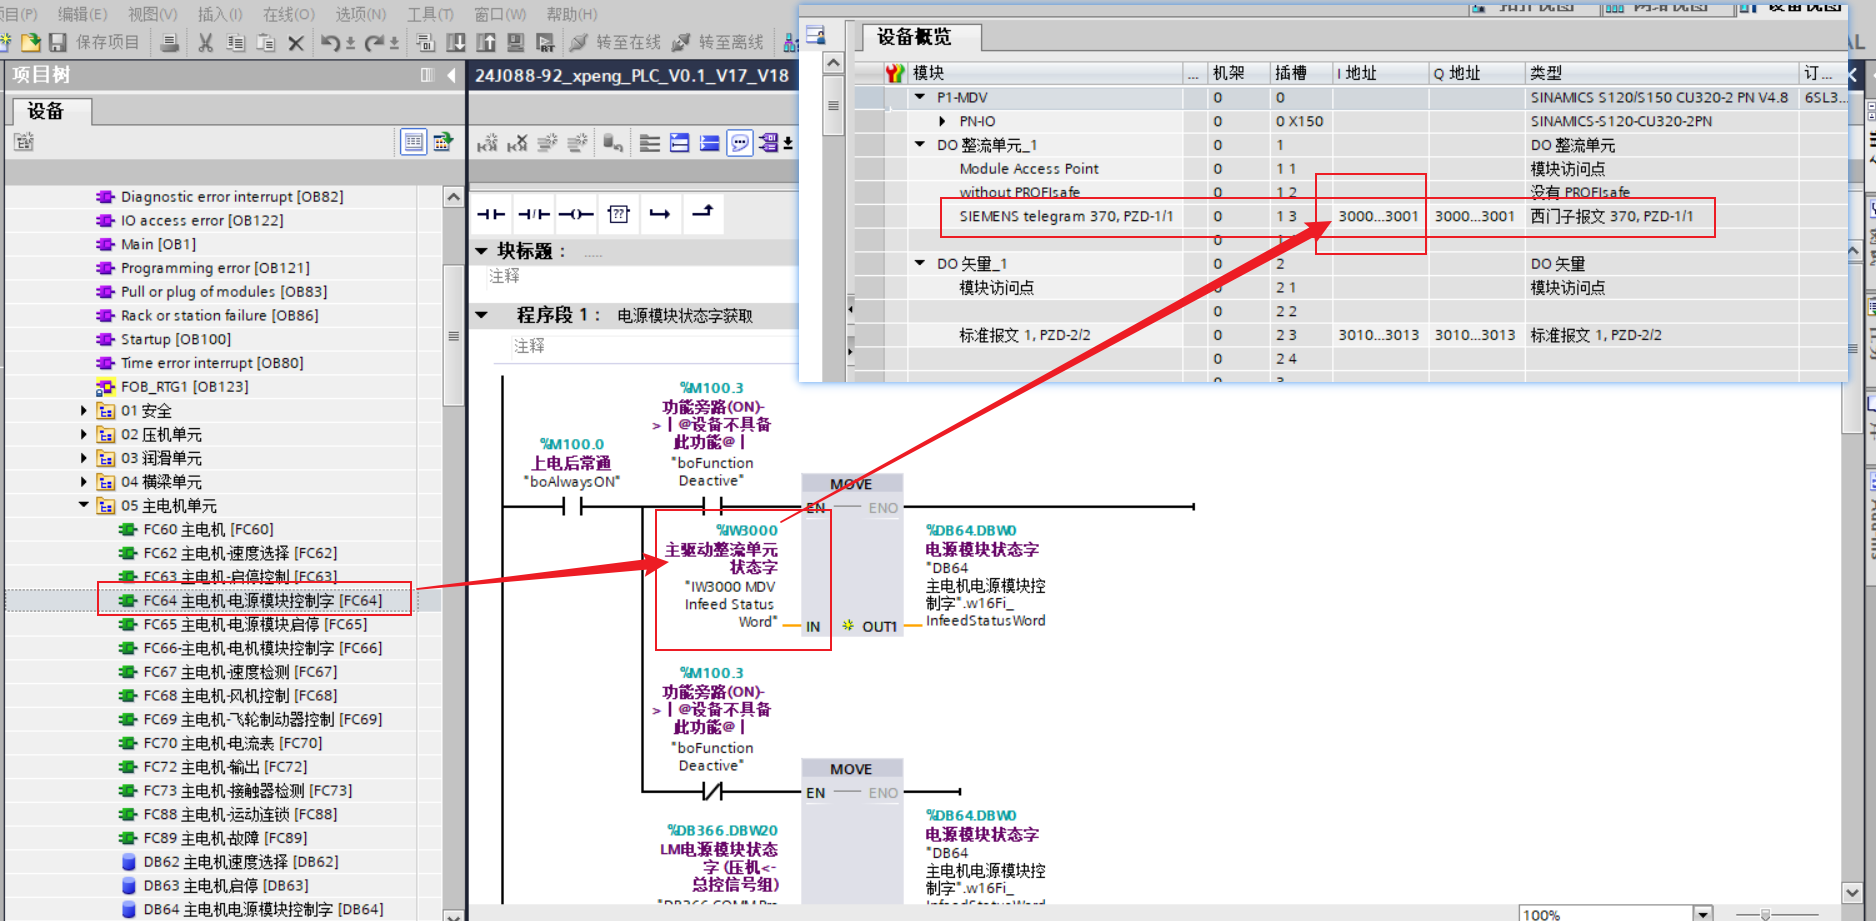 项目(P) 编辑(E) 视图(V) 插入(I) 在线(O) 选项(N) 工具(T) 窗口(W) 帮助(H)
保存项目 转至在线 转至离线
项目树
24J088-92_xpeng_PLC_V0.1_V17_V18
设备
Diagnostic error interrupt [OB82]
IO access error [OB122]
Main [OB1]
Programming error [OB121]
Pull or plug of modules [OB83]
Rack or station failure [OB86]
Startup [OB100]
Time error interrupt [OB80]
FOB_RTG1 [OB123]
01 安全
02 压机单元
03 润滑单元
04 横梁单元
05 主电机单元
FC60 主电机 [FC60]
FC62 主电机-速度选择 [FC62]
FC63 主电机-启停控制 [FC63]
FC64 主电机-电源模块控制字 [FC64]
FC65 主电机-电源模块启停 [FC65]
FC66-主电机-电机模块控制字 [FC66]
FC67 主电机-速度检测 [FC67]
FC68 主电机-风机控制 [FC68]
FC69 主电机-飞轮制动器控制 [FC69]
FC70 主电机-电流表 [FC70]
FC72 主电机-输出 [FC72]
FC73 主电机-接触器检测 [FC73]
FC88 主电机-运动连锁 [FC88]
FC89 主电机-故障 [FC89]
DB62 主电机速度选择 [DB62]
DB63 主电机启停 [DB63]
DB64 主电机电源模块控制字 [DB64]
块标题： .....
注释
程序段 1： 电源模块状态字获取
注释
%M100.0
上电后常通
"boAlwaysON"
%M100.3
功能旁路(ON)-
>丨@设备不具备
此功能@丨
"boFunction
Deactive"
MOVE
EN ENO
%IW3000
主驱动整流单元
状态字
"IW3000 MDV
Infeed Status
Word"
IN OUT1
%DB64.DBW0
电源模块状态字
"DB64
主电机电源模块控
制字".w16Fi_
InfeedStatusWord
%M100.3
功能旁路(ON)-
>丨@设备不具备
此功能@丨
"boFunction
Deactive"
MOVE
EN ENO
%DB366.DBW20
LM电源模块状态
字 (压机<-
总控信号组)
%DB64.DBW0
电源模块状态字
"DB64
主电机电源模块控
制字".w16Fi_
InfeedStatusWord
100%
拓扑视图 网络视图 设备视图
设备概览
模块 ... 机架 插槽 I 地址 Q 地址 类型 订...
P1-MDV 0 0 SINAMICS S120/S150 CU320-2 PN V4.8 6SL3...
PN-IO 0 0 X150 SINAMICS-S120-CU320-2PN
DO 整流单元_1 0 1 DO 整流单元
Module Access Point 0 1 1 模块访问点
without PROFIsafe 0 1 2 没有 PROFIsafe
SIEMENS telegram 370, PZD-1/1 0 1 3 3000...3001 3000...3001 西门子报文 370, PZD-1/1
0
DO 矢量_1 0 2 DO 矢量
模块访问点 0 2 1 模块访问点
0 2 2
标准报文 1, PZD-2/2 0 2 3 3010...3013 3010...3013 标准报文 1, PZD-2/2
0 2 4